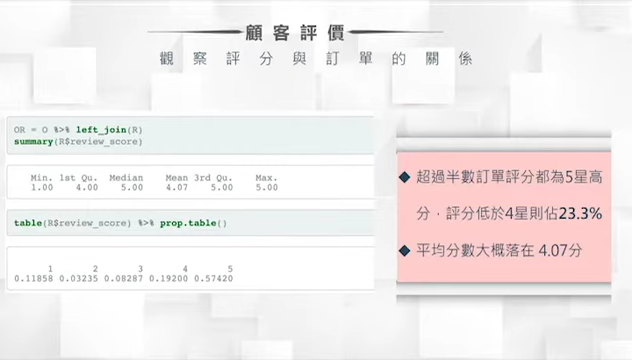 顧客評價
觀察評分與訂單的關係
OR = O %>% left_join(R)
summary(R$review_score)
Min. 1st Qu. Median Mean 3rd Qu. Max.
1.00 4.00 5.00 4.07 5.00 5.00
table(R$review_score) %>% prop.table()
1 2 3 4 5
0.11858 0.03235 0.08287 0.19200 0.57420
◆ 超過半數訂單評分都為5星高
分，評分低於4星則佔23.3%
◆ 平均分數大概落在 4.07分